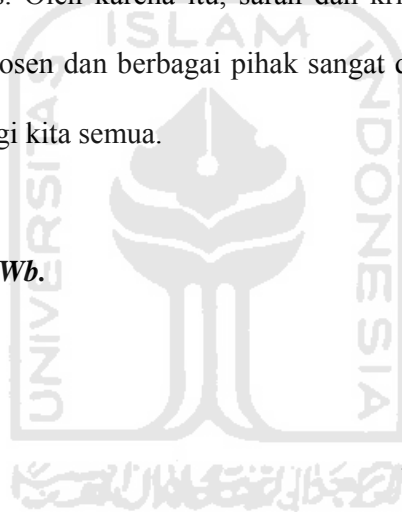 s. Oleh karena itu, saran dan kri
osen dan berbagai pihak sangat d
gi kita semua.
Wb.
UNIVERSITAS
ISLAM
INDONESIA